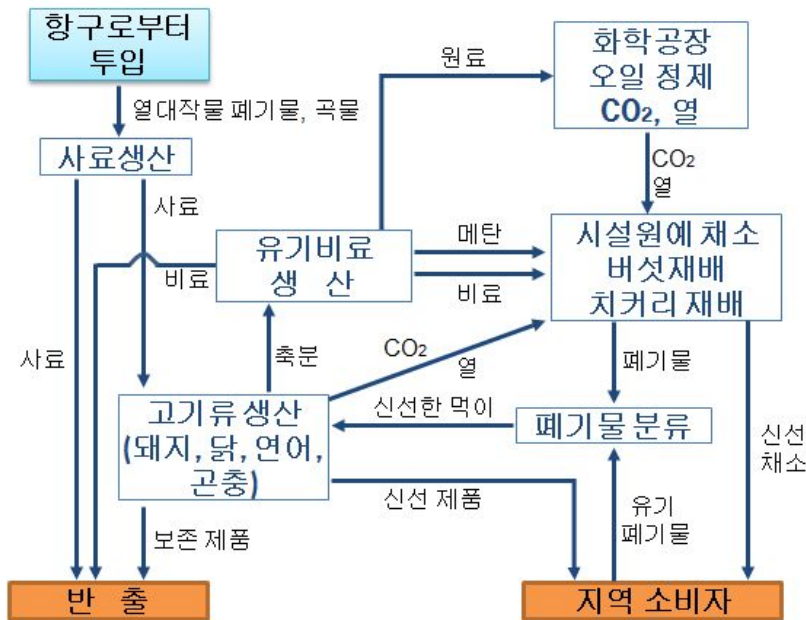 항구로부터
투입
열대작물 폐기물, 곡물
사료생산
사료
원료
화학공장
오일 정제
CO₂, 열
CO₂
열
유기비료
생 산
메탄
비료
비료
시설원예 채소
버섯재배
치커리 재배
사료
축분
CO₂
열
폐기물
고기류 생산
(돼지, 닭, 연어,
곤충)
신선한 먹이
폐기물 분류
신선
채소
신선 제품
유기
폐기물
보존 제품
반 출
지역 소비자